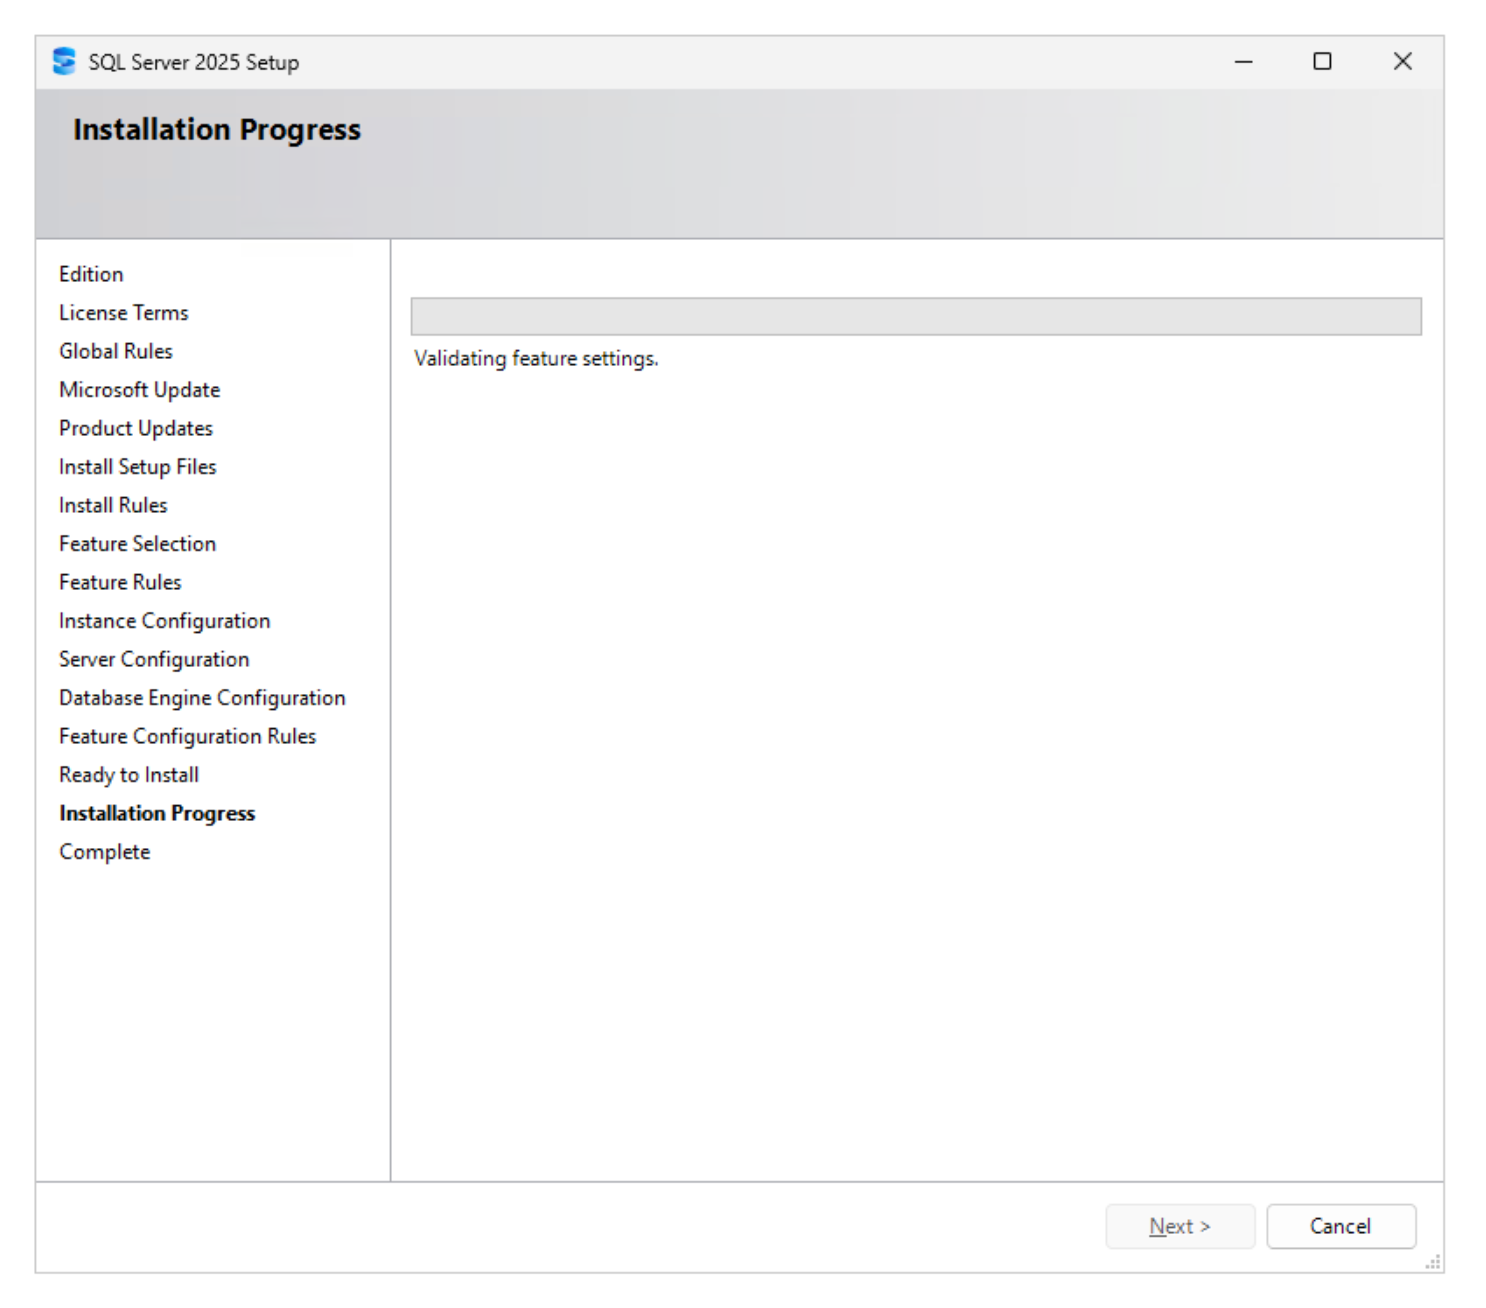 SQL Server 2025 Setup
Installation Progress
Edition
License Terms
Global Rules
Microsoft Update
Product Updates
Install Setup Files
Install Rules
Feature Selection
Feature Rules
Instance Configuration
Server Configuration
Database Engine Configuration
Feature Configuration Rules
Ready to Install
Installation Progress
Complete
Validating feature settings.
Next >
Cancel